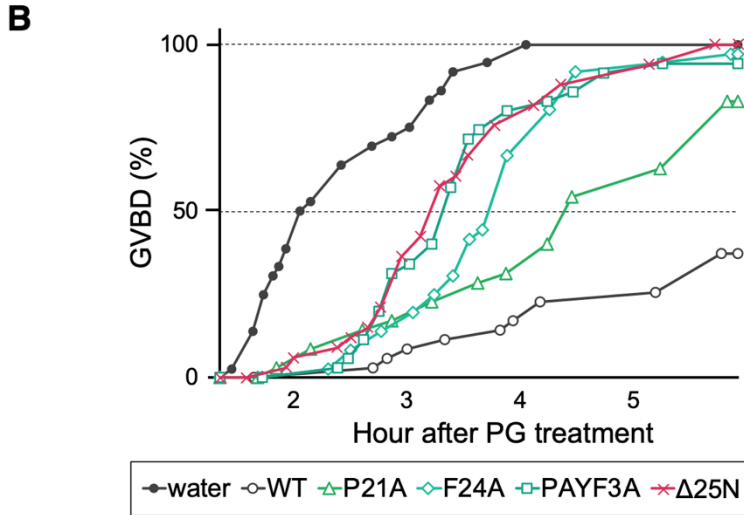 B
100
50
0
GVBD (%)
2 3 4 5
Hour after PG treatment
water WT P21A F24A PAYF3A Δ25N